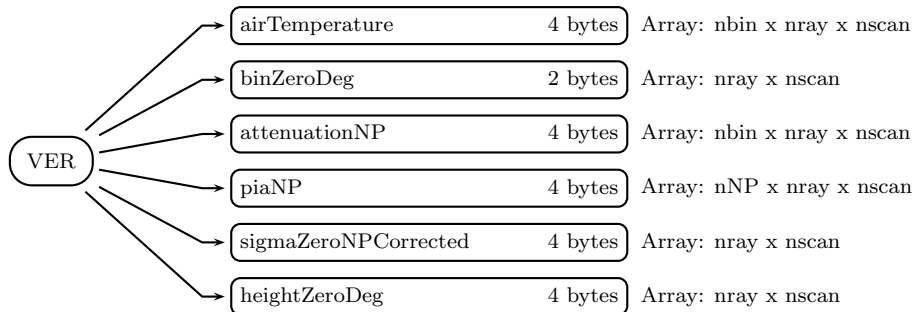 airTemperature 4 bytes Array: nbin x nray x nscan
binZeroDeg 2 bytes Array: nray x nscan
attenuationNP 4 bytes Array: nbin x nray x nscan
VER
piaNP 4 bytes Array: nNP x nray x nscan
sigmaZeroNPCorrected 4 bytes Array: nray x nscan
heightZeroDeg 4 bytes Array: nray x nscan